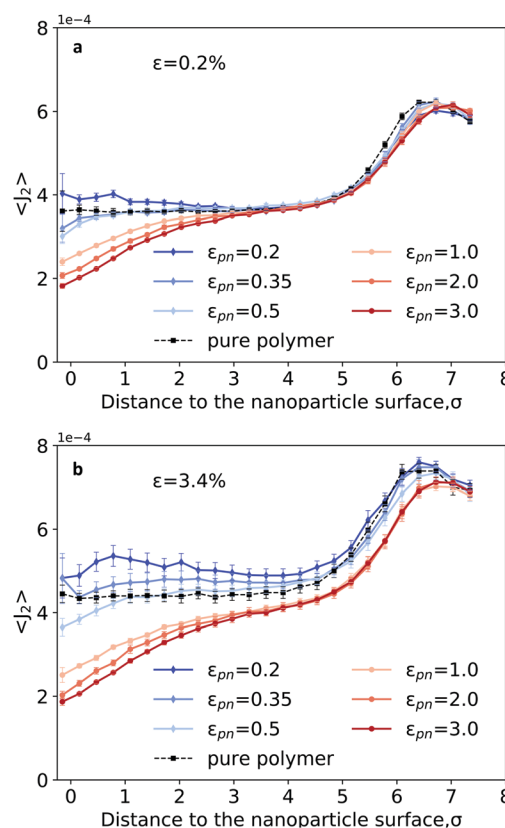 1e−4
a
ε=0.2%
8
6
4
2
0
<J₂>
εₚₙ=0.2 εₚₙ=1.0
εₚₙ=0.35 εₚₙ=2.0
εₚₙ=0.5 εₚₙ=3.0
pure polymer
0 1 2 3 4 5 6 7 8
Distance to the nanoparticle surface,σ
1e−4
b
ε=3.4%
8
6
4
2
0
<J₂>
εₚₙ=0.2 εₚₙ=1.0
εₚₙ=0.35 εₚₙ=2.0
εₚₙ=0.5 εₚₙ=3.0
pure polymer
0 1 2 3 4 5 6 7 8
Distance to the nanoparticle surface,σ